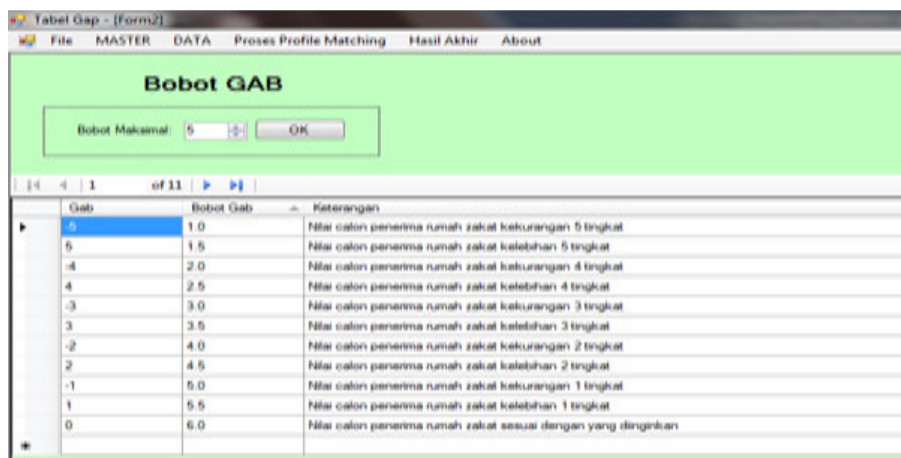 Tabel Gap - [Form2]
File MASTER DATA Proses Profile Matching Hasil Akhir About
Bobot GAB
Bobot Maksimal: 5 OK
1 of 11
Gab Bobot Gab Keterangan
-5 1.0 Nilai calon penerima rumah zakat kekurangan 5 tingkat
5 1.5 Nilai calon penerima rumah zakat kelebihan 5 tingkat
-4 2.0 Nilai calon penerima rumah zakat kekurangan 4 tingkat
4 2.5 Nilai calon penerima rumah zakat kelebihan 4 tingkat
-3 3.0 Nilai calon penerima rumah zakat kekurangan 3 tingkat
3 3.5 Nilai calon penerima rumah zakat kelebihan 3 tingkat
-2 4.0 Nilai calon penerima rumah zakat kekurangan 2 tingkat
2 4.5 Nilai calon penerima rumah zakat kelebihan 2 tingkat
-1 5.0 Nilai calon penerima rumah zakat kekurangan 1 tingkat
1 5.5 Nilai calon penerima rumah zakat kelebihan 1 tingkat
0 6.0 Nilai calon penerima rumah zakat sesuai dengan yang diinginkan